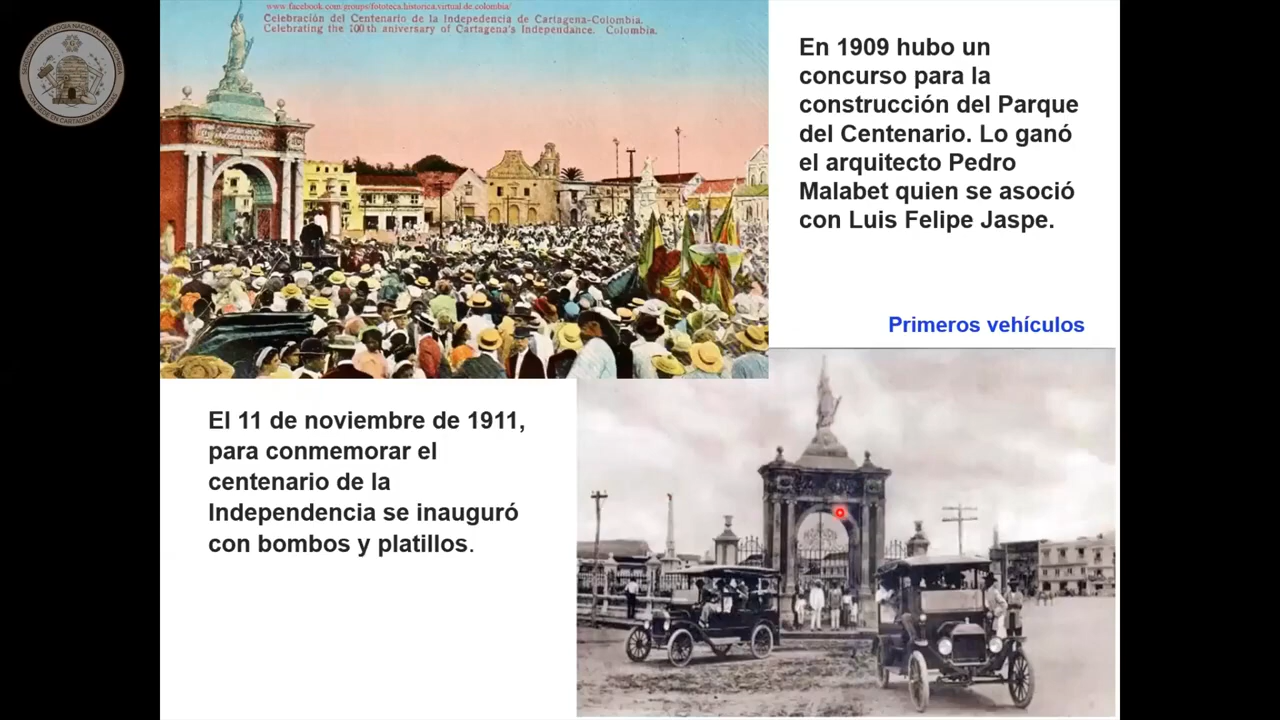 www.facebook.com/groups/fototeca.historica.virtual.de.colombia/
Celebración del Centenario de la Indepedencia de Cartagena-Colombia.
Celebrating the 100th aniversary of Cartagena's Independance. Colombia.
En 1909 hubo un
concurso para la
construcción del Parque
del Centenario. Lo ganó
el arquitecto Pedro
Malabet quien se asoció
con Luis Felipe Jaspe.
Primeros vehículos
El 11 de noviembre de 1911,
para conmemorar el
centenario de la
Independencia se inauguró
con bombos y platillos.